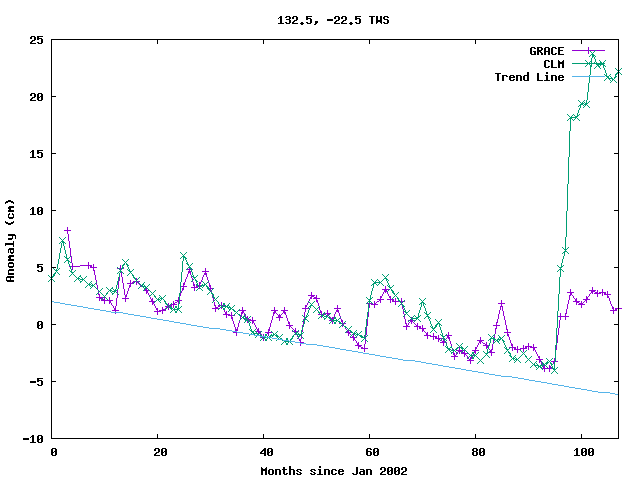 132.5, -22.5 TWS
GRACE
CLM
Trend Line
25
20
15
10
5
0
-5
-10
Anomaly (cm)
0 20 40 60 80 100
Months since Jan 2002